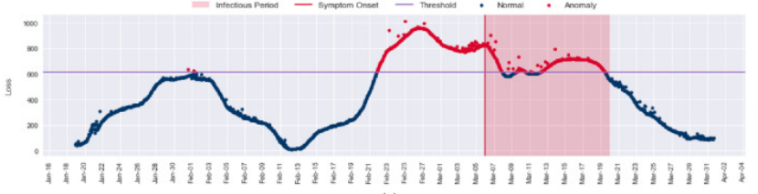 Infectious Period Symptom Onset Threshold Normal Anomaly
1000
800
600
400
200
0
Loss
Jan-16 Jan-18 Jan-20 Jan-22 Jan-24 Jan-26 Jan-28 Jan-30 Feb-01 Feb-03 Feb-05 Feb-07 Feb-09 Feb-11 Feb-13 Feb-15 Feb-17 Feb-19 Feb-21 Feb-23 Feb-25 Feb-27 Mar-01 Mar-03 Mar-05 Mar-07 Mar-09 Mar-11 Mar-13 Mar-15 Mar-17 Mar-19 Mar-21 Mar-23 Mar-25 Mar-27 Mar-29 Mar-31 Apr-02 Apr-04